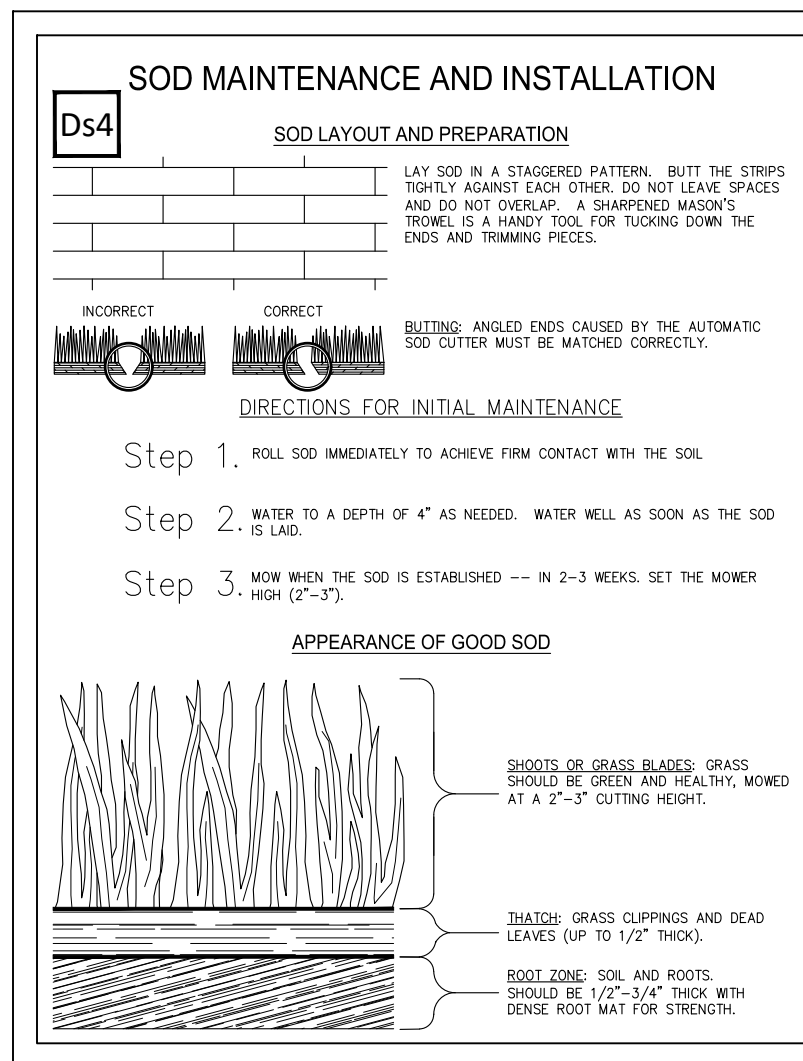 SOD MAINTENANCE AND INSTALLATION
Ds4
SOD LAYOUT AND PREPARATION
LAY SOD IN A STAGGERED PATTERN.  BUTT THE STRIPS
TIGHTLY AGAINST EACH OTHER. DO NOT LEAVE SPACES
AND DO NOT OVERLAP.  A SHARPENED MASON'S
TROWEL IS A HANDY TOOL FOR TUCKING DOWN THE
ENDS AND TRIMMING PIECES.
INCORRECT
CORRECT
BUTTING: ANGLED ENDS CAUSED BY THE AUTOMATIC
SOD CUTTER MUST BE MATCHED CORRECTLY.
DIRECTIONS FOR INITIAL MAINTENANCE
Step 1. ROLL SOD IMMEDIATELY TO ACHIEVE FIRM CONTACT WITH THE SOIL
Step 2. WATER TO A DEPTH OF 4" AS NEEDED.  WATER WELL AS SOON AS THE SOD
IS LAID.
Step 3. MOW WHEN THE SOD IS ESTABLISHED -- IN 2-3 WEEKS. SET THE MOWER
HIGH (2"-3").
APPEARANCE OF GOOD SOD
SHOOTS OR GRASS BLADES: GRASS
SHOULD BE GREEN AND HEALTHY, MOWED
AT A 2"-3" CUTTING HEIGHT.
THATCH: GRASS CLIPPINGS AND DEAD
LEAVES (UP TO 1/2" THICK).
ROOT ZONE: SOIL AND ROOTS.
SHOULD BE 1/2"-3/4" THICK WITH
DENSE ROOT MAT FOR STRENGTH.